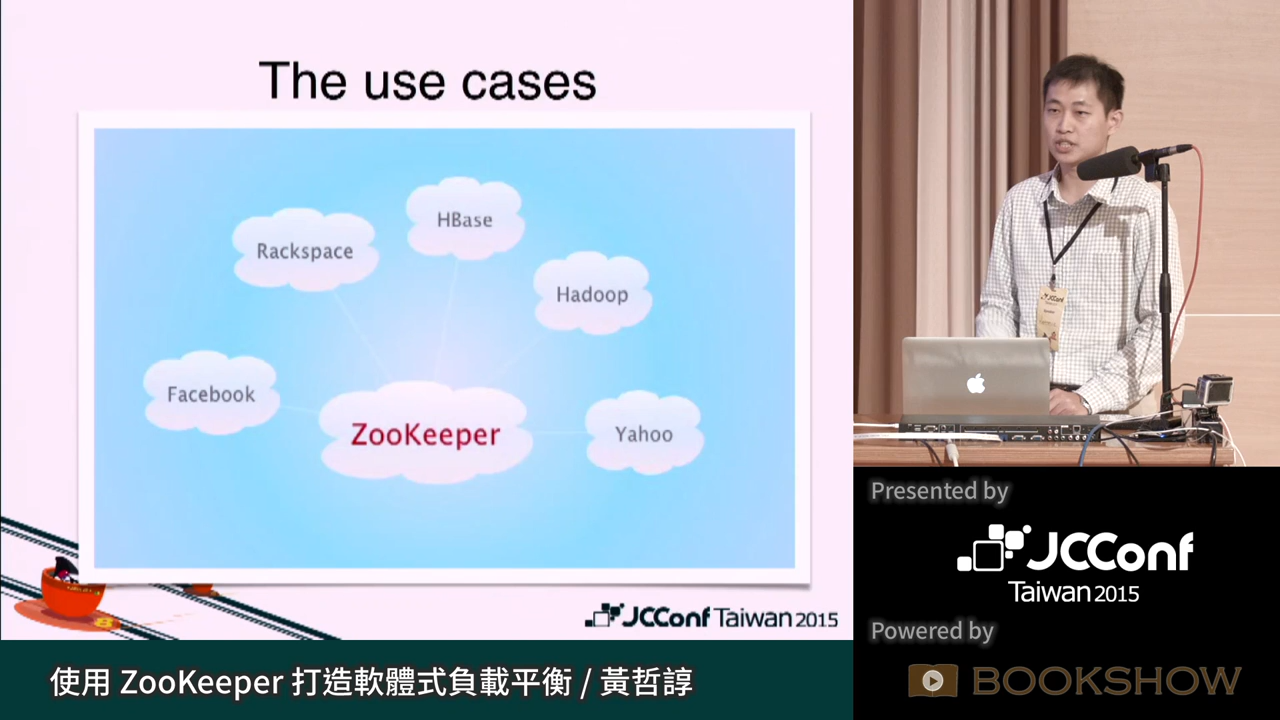 The use cases
HBase
Rackspace
Hadoop
Facebook
ZooKeeper
Yahoo
JCConf Taiwan 2015
使用 ZooKeeper 打造軟體式負載平衡 / 黃哲諄
JCConf
Presented by
JCConf
Taiwan 2015
Powered by
BOOKSHOW